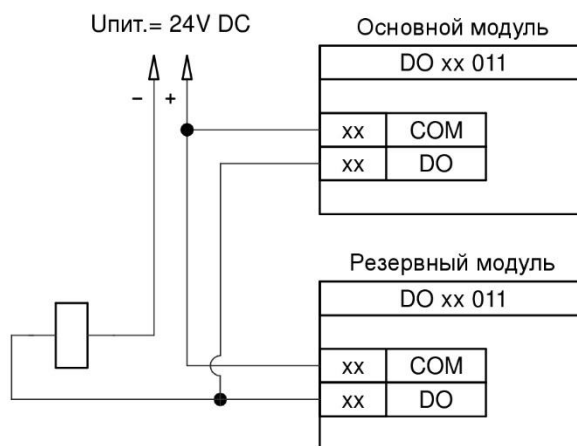 Uпит.= 24V DC
− +
Основной модуль
DO xx 011
xx COM
xx DO
Резервный модуль
DO xx 011
xx COM
xx DO